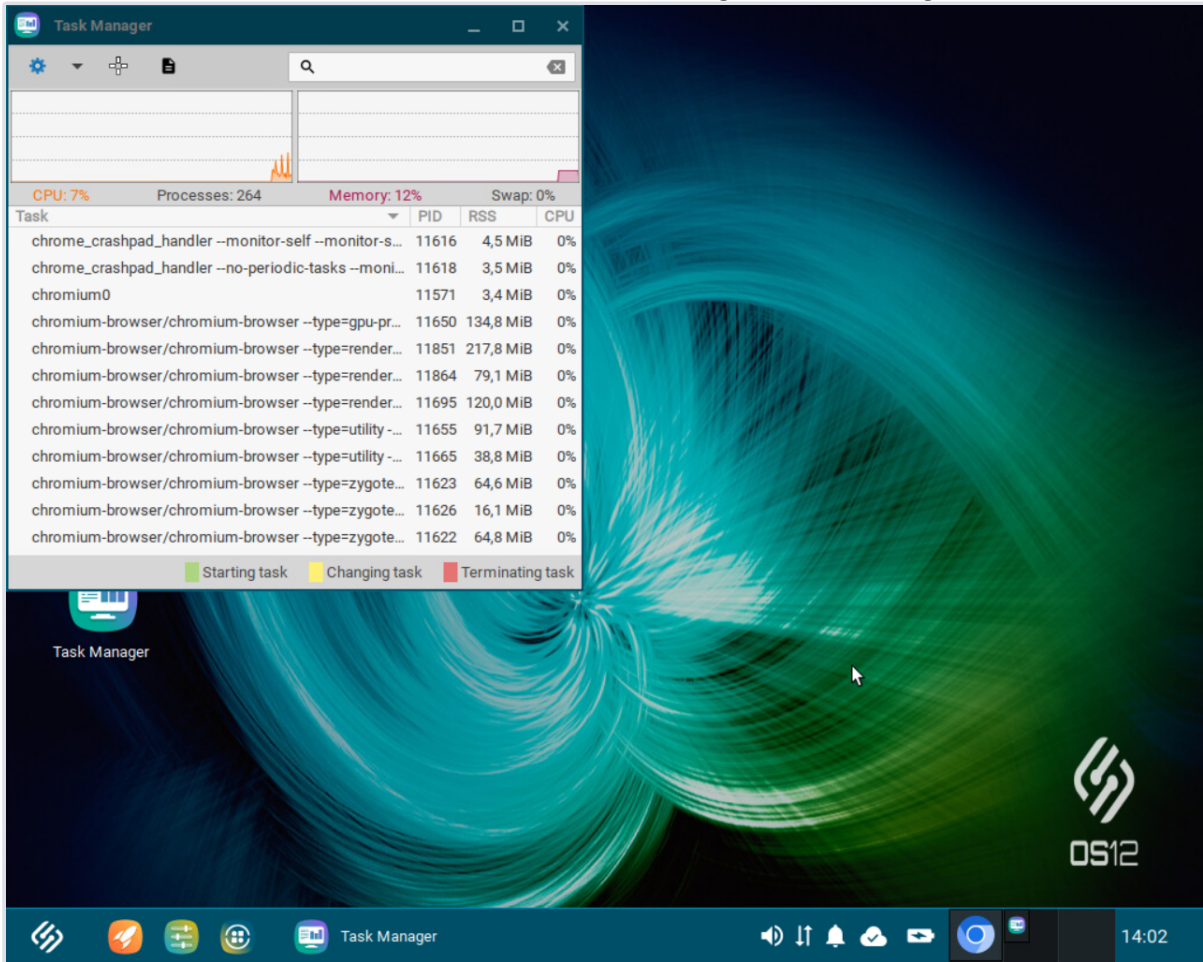 Task Manager
CPU: 7% Processes: 264 Memory: 12% Swap: 0%
Task PID RSS CPU
chrome_crashpad_handler --monitor-self --monitor-s... 11616 4,5 MiB 0%
chrome_crashpad_handler --no-periodic-tasks --moni... 11618 3,5 MiB 0%
chromium0 11571 3,4 MiB 0%
chromium-browser/chromium-browser --type=gpu-pr... 11650 134,8 MiB 0%
chromium-browser/chromium-browser --type=render... 11851 217,8 MiB 0%
chromium-browser/chromium-browser --type=render... 11864 79,1 MiB 0%
chromium-browser/chromium-browser --type=render... 11695 120,0 MiB 0%
chromium-browser/chromium-browser --type=utility -... 11655 91,7 MiB 0%
chromium-browser/chromium-browser --type=utility -... 11665 38,8 MiB 0%
chromium-browser/chromium-browser --type=zygote... 11623 64,6 MiB 0%
chromium-browser/chromium-browser --type=zygote... 11626 16,1 MiB 0%
chromium-browser/chromium-browser --type=zygote... 11622 64,8 MiB 0%
Starting task Changing task Terminating task
Task Manager
OS12
Task Manager 14:02